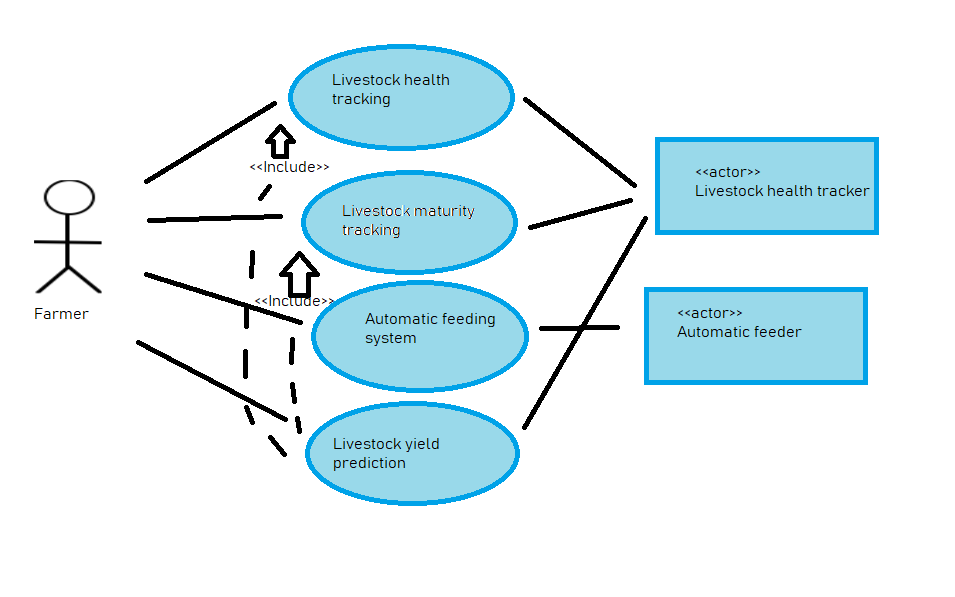 Livestock health
tracking
<<Include>>
<<actor>>
Livestock health tracker
Livestock maturity
tracking
<<Include>>
Farmer
Automatic feeding
system
<<actor>>
Automatic feeder
Livestock yield
prediction